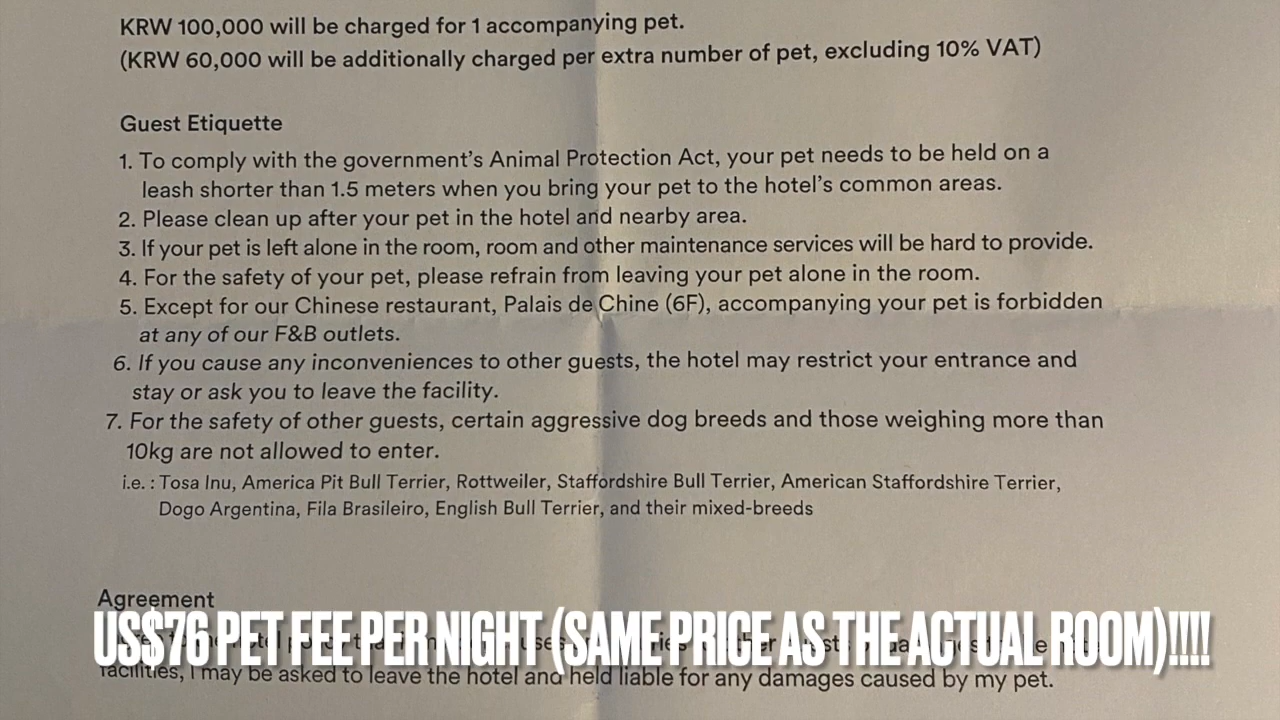 KRW 100,000 will be charged for 1 accompanying pet.
(KRW 60,000 will be additionally charged per extra number of pet, excluding 10% VAT)
Guest Etiquette
1. To comply with the government's Animal Protection Act, your pet needs to be held on a
leash shorter than 1.5 meters when you bring your pet to the hotel's common areas.
2. Please clean up after your pet in the hotel and nearby area.
3. If your pet is left alone in the room, room and other maintenance services will be hard to provide.
4. For the safety of your pet, please refrain from leaving your pet alone in the room.
5. Except for our Chinese restaurant, Palais de Chine (6F), accompanying your pet is forbidden
at any of our F&B outlets.
6. If you cause any inconveniences to other guests, the hotel may restrict your entrance and
stay or ask you to leave the facility.
7. For the safety of other guests, certain aggressive dog breeds and those weighing more than
10kg are not allowed to enter.
i.e. : Tosa Inu, America Pit Bull Terrier, Rottweiler, Staffordshire Bull Terrier, American Staffordshire Terrier,
Dogo Argentina, Fila Brasileiro, English Bull Terrier, and their mixed-breeds
Agreement
US$76 PET FEE PER NIGHT (SAME PRICE AS THE ACTUAL ROOM)!!!!
facilities, I may be asked to leave the hotel and held liable for any damages caused by my pet.